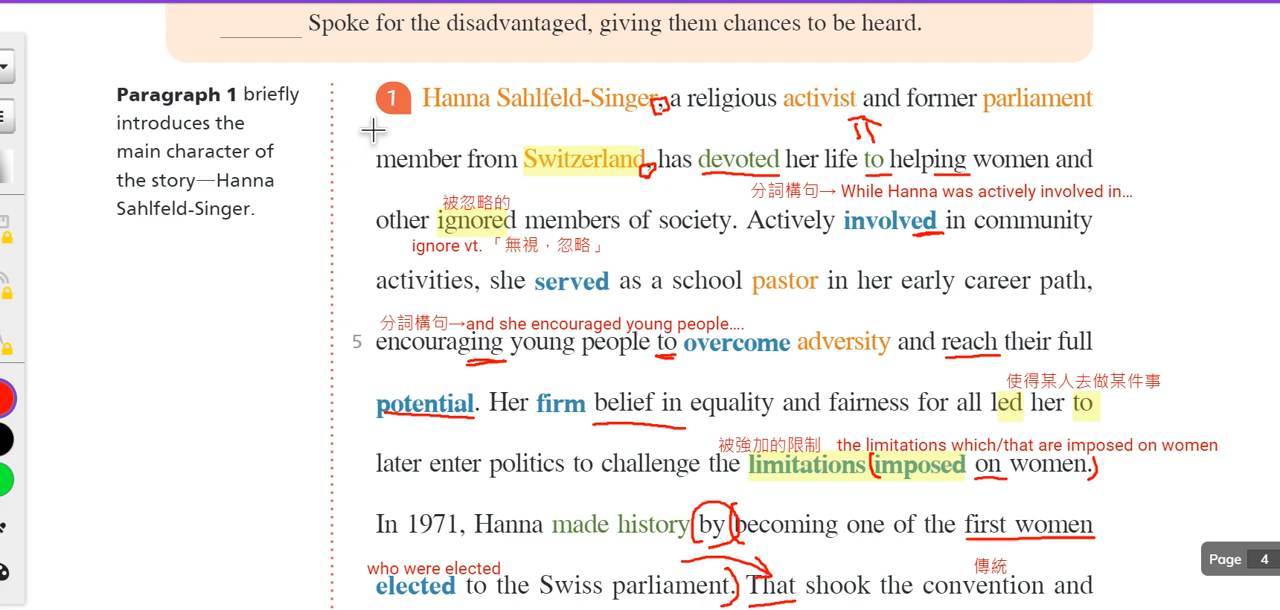 Spoke for the disadvantaged, giving them chances to be heard.
Paragraph 1 briefly
introduces the
main character of
the story—Hanna
Sahlfeld-Singer.
1 Hanna Sahlfeld-Singer, a religious activist and former parliament
member from Switzerland, has devoted her life to helping women and
被忽略的
分詞構句→ While Hanna was actively involved in…
other ignored members of society. Actively involved in community
ignore vt.「無視，忽略」
activities, she served as a school pastor in her early career path,
分詞構句→and she encouraged young people….
5 encouraging young people to overcome adversity and reach their full
使得某人去做某件事
potential. Her firm belief in equality and fairness for all led her to
被強加的限制 the limitations which/that are imposed on women
later enter politics to challenge the limitations imposed on women.
In 1971, Hanna made history by becoming one of the first women
who were elected
傳統
elected to the Swiss parliament. That shook the convention and
Page 4